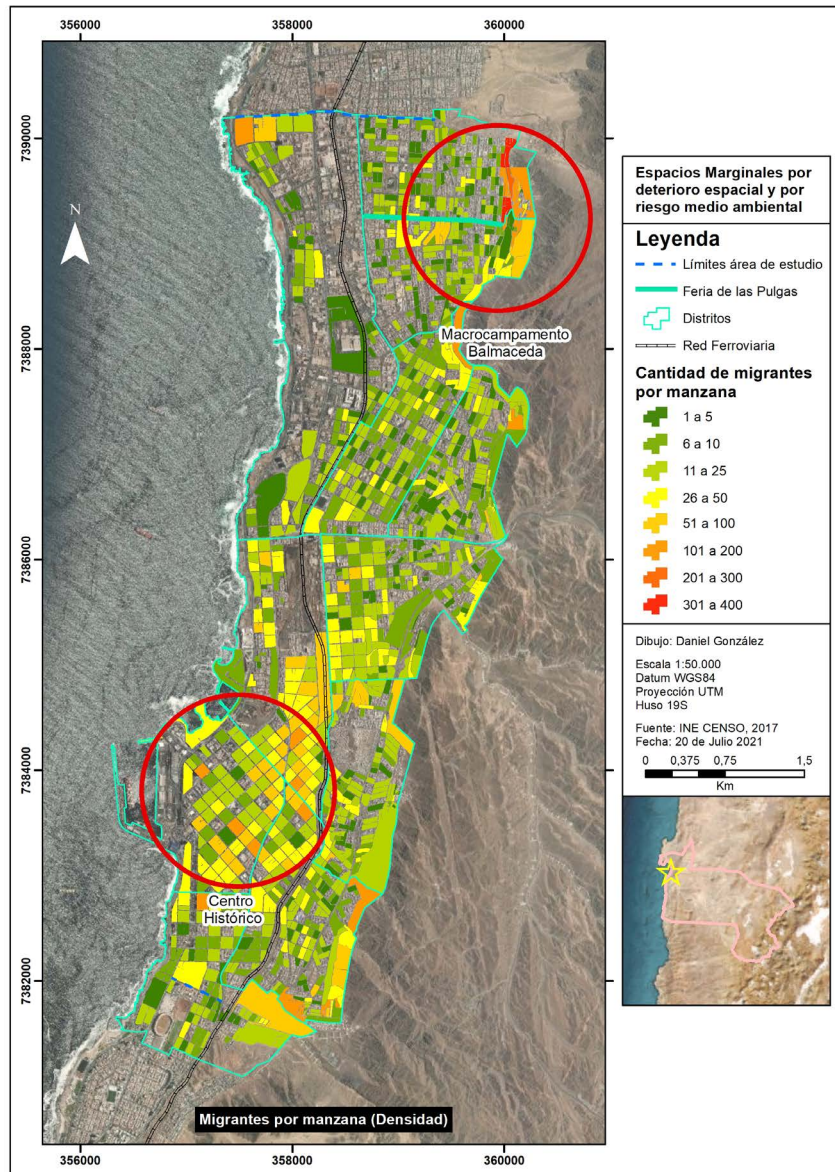 356000
358000
360000
7390000
7388000
7386000
7384000
7382000
N
Macrocampamento
Balmaceda
Centro
Histórico
Migrantes por manzana (Densidad)
356000
358000
360000
Espacios Marginales por
deterioro espacial y por
riesgo medio ambiental
Leyenda
Límites área de estudio
Feria de las Pulgas
Distritos
Red Ferroviaria
Cantidad de migrantes
por manzana
1 a 5
6 a 10
11 a 25
26 a 50
51 a 100
101 a 200
201 a 300
301 a 400
Dibujo: Daniel González
Escala 1:50.000
Datum WGS84
Proyección UTM
Huso 19S
Fuente: INE CENSO, 2017
Fecha: 20 de Julio 2021
0 0,375 0,75 1,5
Km